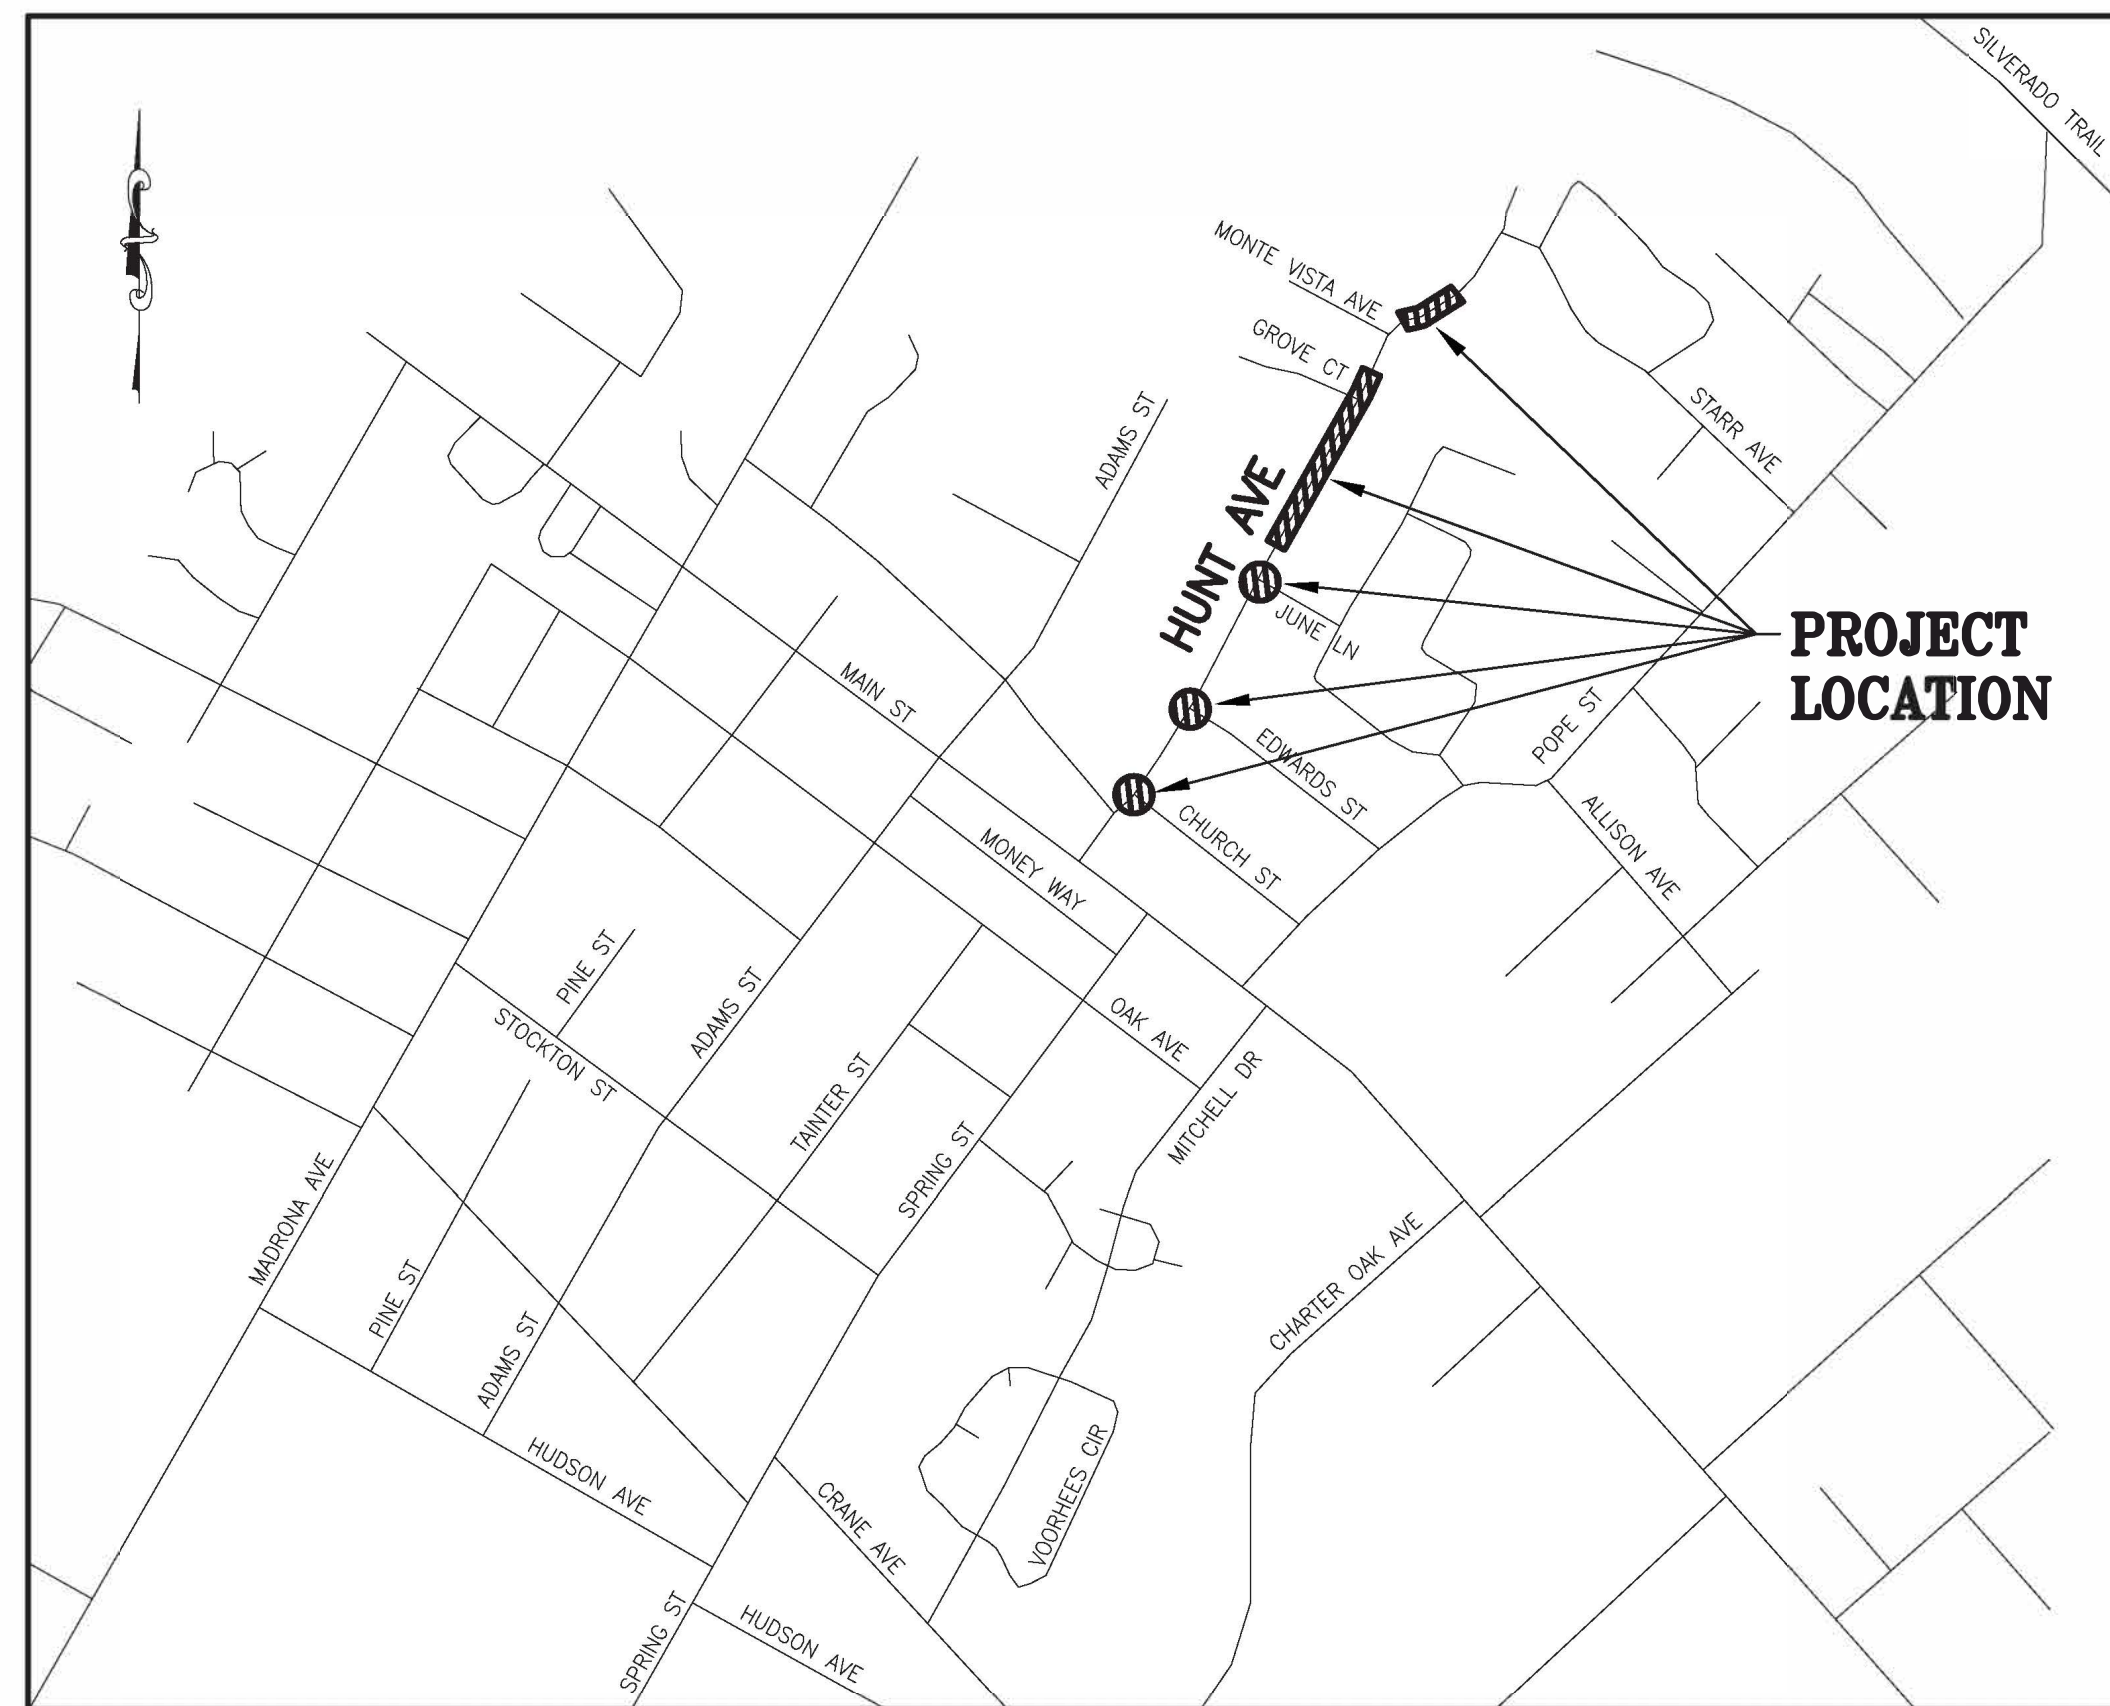 SILVERADO TRAIL
MONTE VISTA AVE
GROVE CT
ADAMS ST
STARR AVE
HUNT AVE
JUNE LN
PROJECT
LOCATION
MAIN ST
POPE ST
EDWARDS ST
CHURCH ST
ALLISON AVE
MONEY WAY
PINE ST
ADAMS ST
STOCKTON ST
OAK AVE
TAINTER ST
MITCHELL DR
SPRING ST
MADRONA AVE
PINE ST
ADAMS ST
CHARTER OAK AVE
HUDSON AVE
CRANE AVE
VOORHEES CIR
SPRING ST
HUDSON AVE